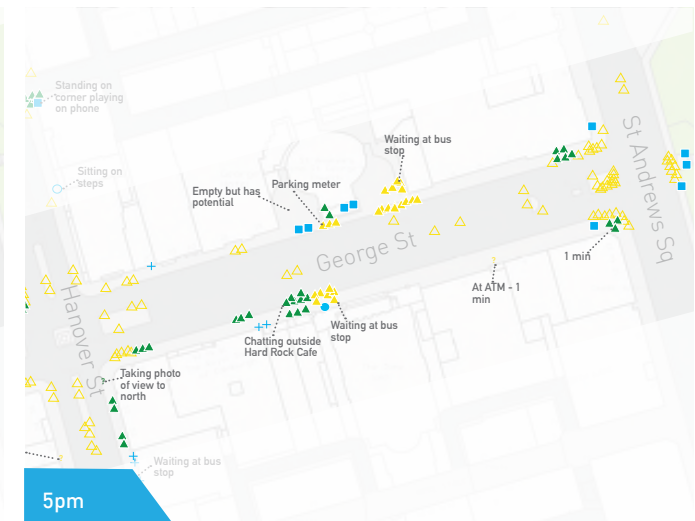 Standing on
corner playing
on phone
Sitting on
steps
Waiting at bus
stop
Parking meter
Empty but has
potential
St Andrews Sq
George St
1 min
At ATM - 1
min
Hanover St
Waiting at bus
stop
Chatting outside
Hard Rock Cafe
Taking photo
of view to
north
Waiting at bus
stop
5pm